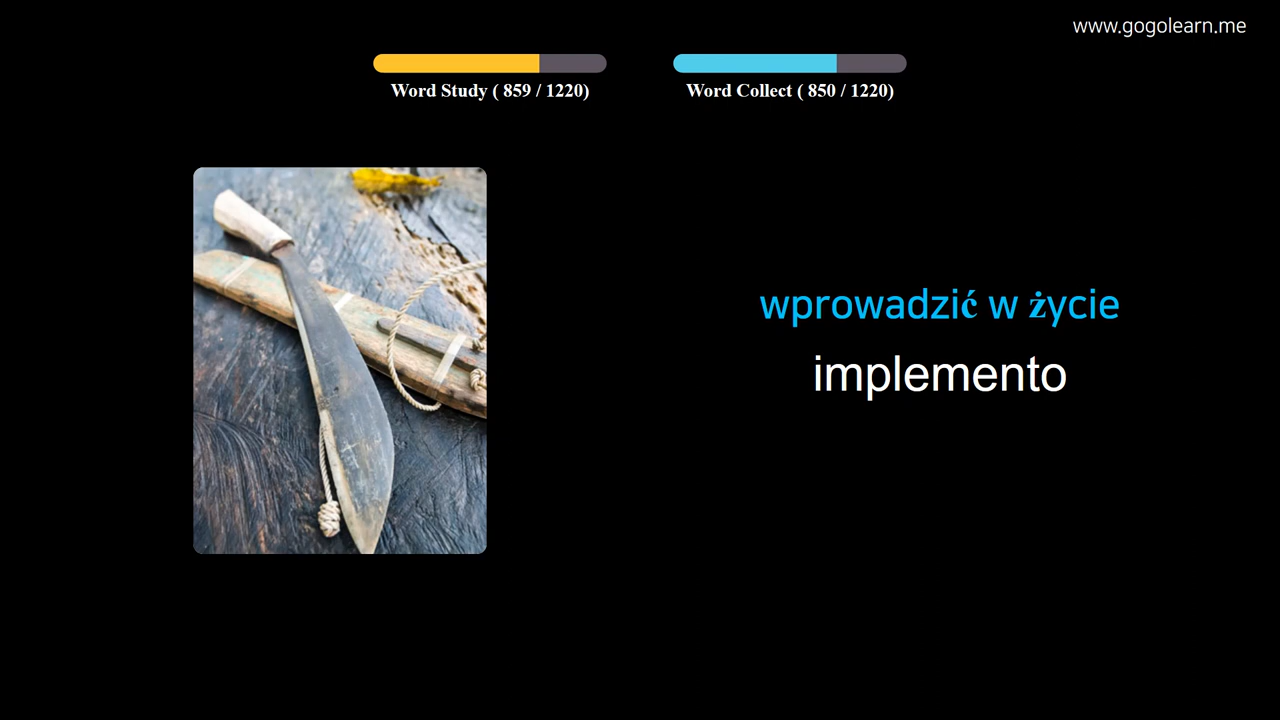 www.gogolearn.me
Word Study ( 859 / 1220)
Word Collect ( 850 / 1220)
wprowadzić w życie
implemento